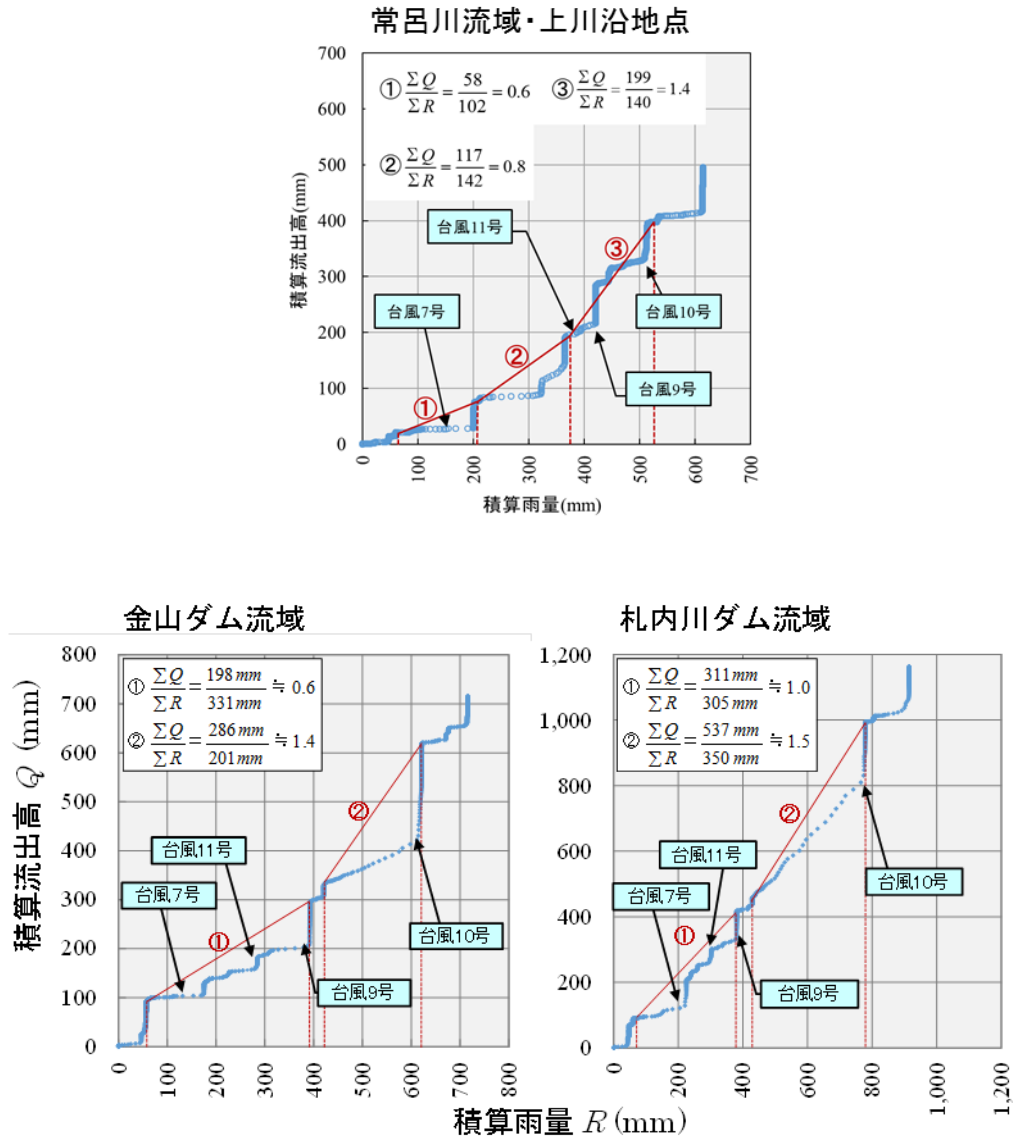 常呂川流域・上川沿地点
700
600
500
400
300
200
100
0
積算流出高(mm)
① ΣQ/ΣR = 58/102 = 0.6
③ ΣQ/ΣR = 199/140 = 1.4
② ΣQ/ΣR = 117/142 = 0.8
台風11号
③
台風7号
台風10号
②
台風9号
①
0 100 200 300 400 500 600 700
積算雨量(mm)
金山ダム流域
800
700
600
500
400
300
200
100
0
積算流出高 Q (mm)
① ΣQ/ΣR = 198mm/331mm ≒ 0.6
② ΣQ/ΣR = 286mm/201mm ≒ 1.4
②
台風11号
台風7号
①
台風10号
台風9号
0 100 200 300 400 500 600 700 800
札内川ダム流域
1,200
1,000
800
600
400
200
0
① ΣQ/ΣR = 311mm/305mm ≒ 1.0
② ΣQ/ΣR = 537mm/350mm ≒ 1.5
②
台風11号
台風7号
台風10号
①
台風9号
0 200 400 600 800 1,000 1,200
積算雨量 R (mm)